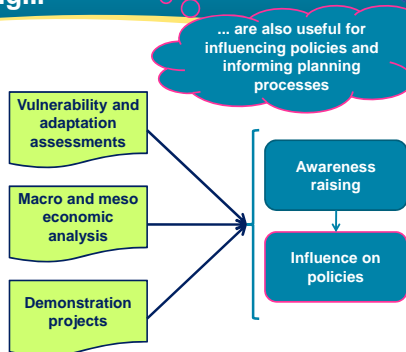 ... are also useful for
influencing policies and
informing planning
processes
Vulnerability and
adaptation
assessments
Macro and meso
economic
analysis
Demonstration
projects
Awareness
raising
Influence on
policies